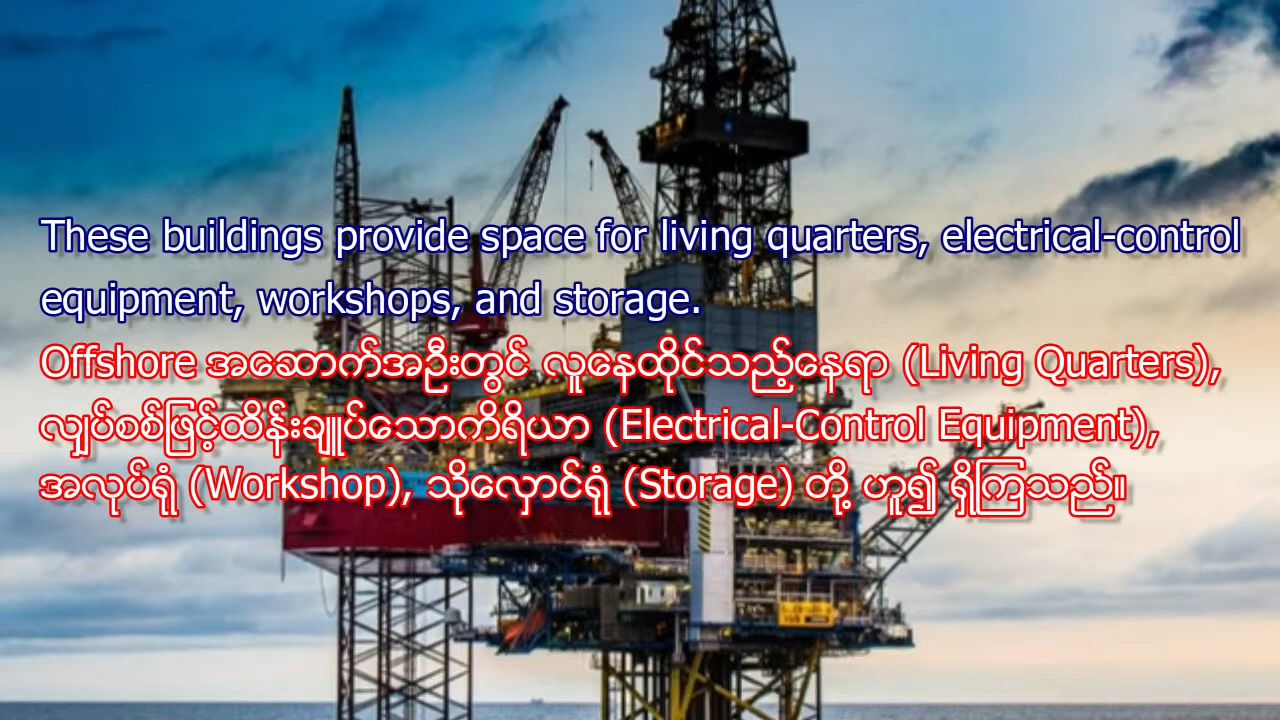 These buildings provide space for living quarters, electrical-control
equipment, workshops, and storage.
Offshore အဆောက်အဦးတွင် လူနေထိုင်သည့်နေရာ (Living Quarters),
လျှပ်စစ်ဖြင့်ထိန်းချူပ်သောကိရိယာ (Electrical-Control Equipment),
အလုပ်ရုံ (Workshop), သိုလှောင်ရုံ (Storage) တို့ ဟူ၍ ရှိကြသည်။